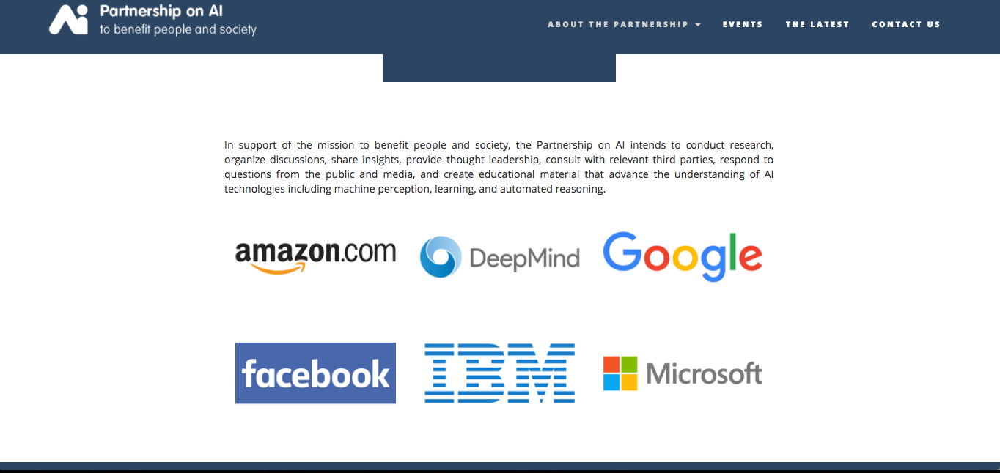 Partnership on AI
to benefit people and society
ABOUT THE PARTNERSHIP
EVENTS
THE LATEST
CONTACT US
In support of the mission to benefit people and society, the Partnership on AI intends to conduct research,
organize discussions, share insights, provide thought leadership, consult with relevant third parties, respond to
questions from the public and media, and create educational material that advance the understanding of AI
technologies including machine perception, learning, and automated reasoning.
amazon.com
DeepMind
Google
facebook
IBM
Microsoft